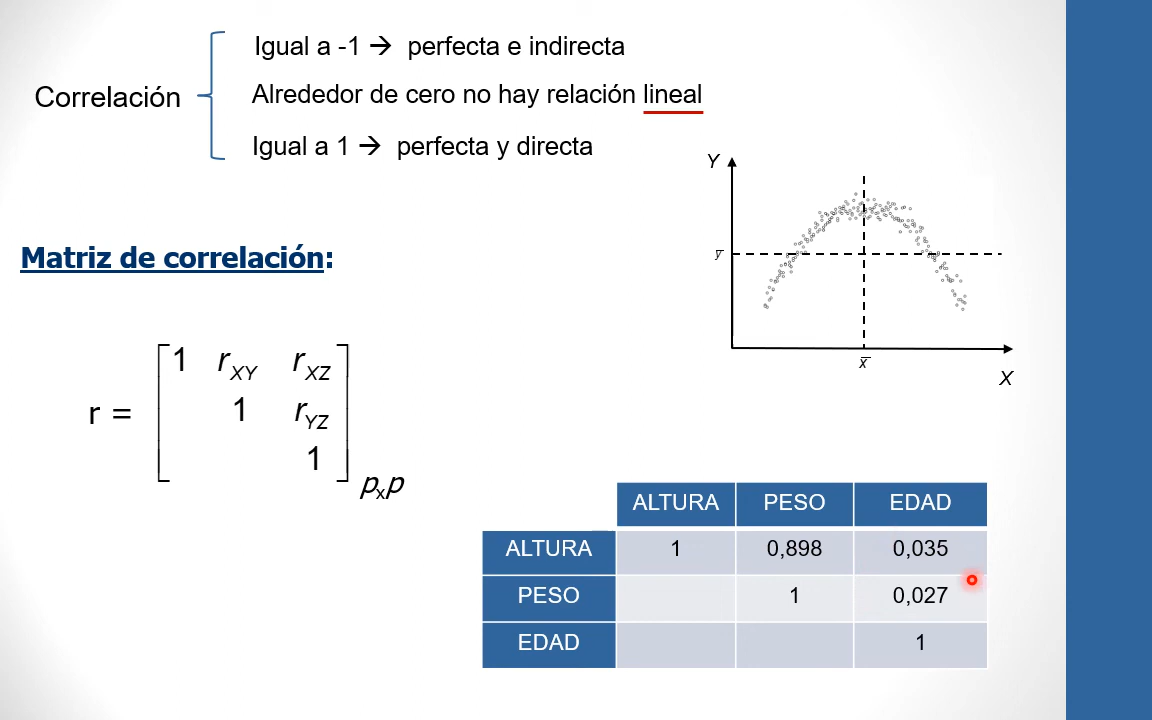 Correlación
Igual a -1 → perfecta e indirecta
Alrededor de cero no hay relación lineal
Igual a 1 → perfecta y directa
Y
y̅
x̅
X
Matriz de correlación:
r =
1 rXY rXZ
1 rYZ
1
pxp
ALTURA PESO EDAD
ALTURA 1 0,898 0,035
PESO 1 0,027
EDAD 1